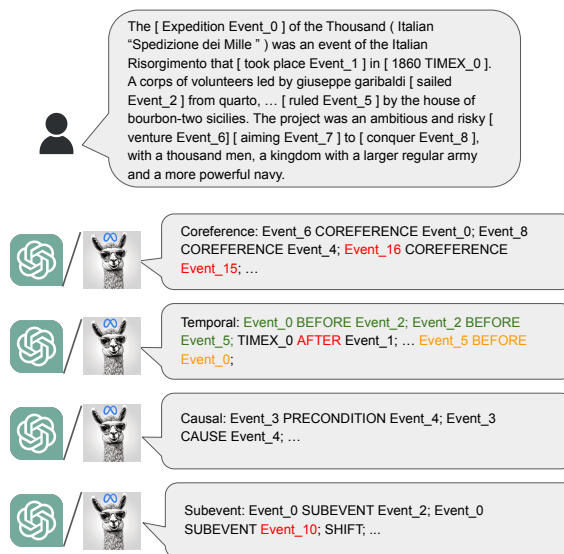 The [ Expedition Event_0 ] of the Thousand ( Italian
“Spedizione dei Mille ” ) was an event of the Italian
Risorgimento that [ took place Event_1 ] in [ 1860 TIMEX_0 ].
A corps of volunteers led by giuseppe garibaldi [ sailed
Event_2 ] from quarto, … [ ruled Event_5 ] by the house of
bourbon-two sicilies. The project was an ambitious and risky [
venture Event_6] [ aiming Event_7 ] to [ conquer Event_8 ],
with a thousand men, a kingdom with a larger regular army
and a more powerful navy.
Coreference: Event_6 COREFERENCE Event_0; Event_8
COREFERENCE Event_4; Event_16 COREFERENCE
Event_15; …
Temporal: Event_0 BEFORE Event_2; Event_2 BEFORE
Event_5; TIMEX_0 AFTER Event_1; … Event_5 BEFORE
Event_0;
Causal: Event_3 PRECONDITION Event_4; Event_3
CAUSE Event_4; …
Subevent: Event_0 SUBEVENT Event_2; Event_0
SUBEVENT Event_10; SHIFT; ...